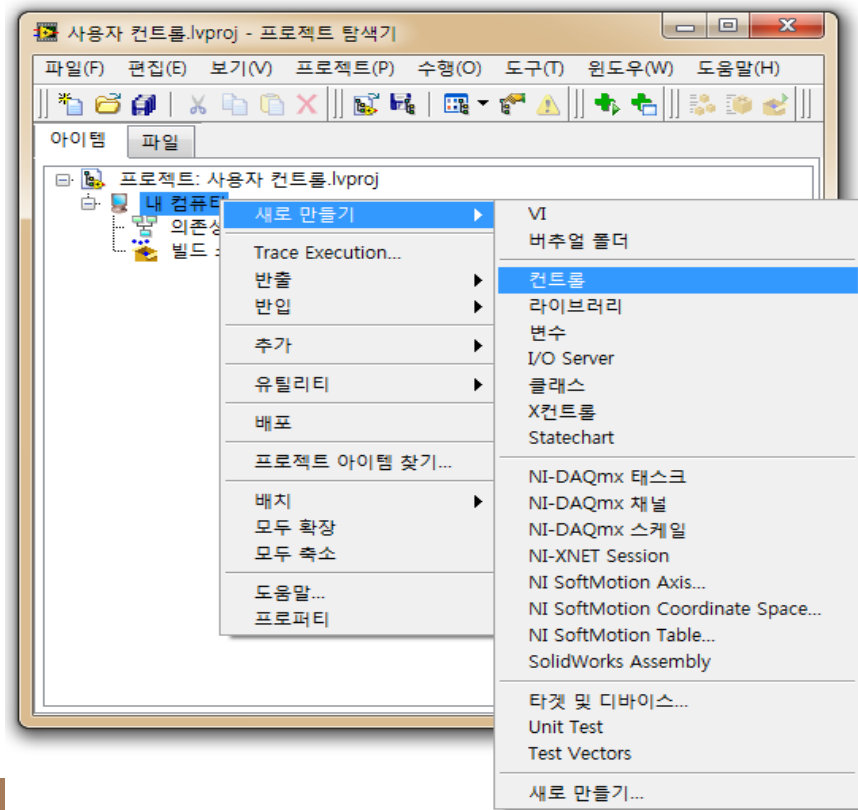 사용자 컨트롤.lvproj - 프로젝트 탐색기
파일(F) 편집(E) 보기(V) 프로젝트(P) 수행(O) 도구(T) 윈도우(W) 도움말(H)
아이템 파일
프로젝트: 사용자 컨트롤.lvproj
내 컴퓨터
의존성
빌드
새로 만들기
Trace Execution...
반출
반입
추가
유틸리티
배포
프로젝트 아이템 찾기...
배치
모두 확장
모두 축소
도움말...
프로퍼티
VI
버추얼 폴더
컨트롤
라이브러리
변수
I/O Server
클래스
X컨트롤
Statechart
NI-DAQmx 태스크
NI-DAQmx 채널
NI-DAQmx 스케일
NI-XNET Session
NI SoftMotion Axis...
NI SoftMotion Coordinate Space...
NI SoftMotion Table...
SolidWorks Assembly
타겟 및 디바이스...
Unit Test
Test Vectors
새로 만들기...